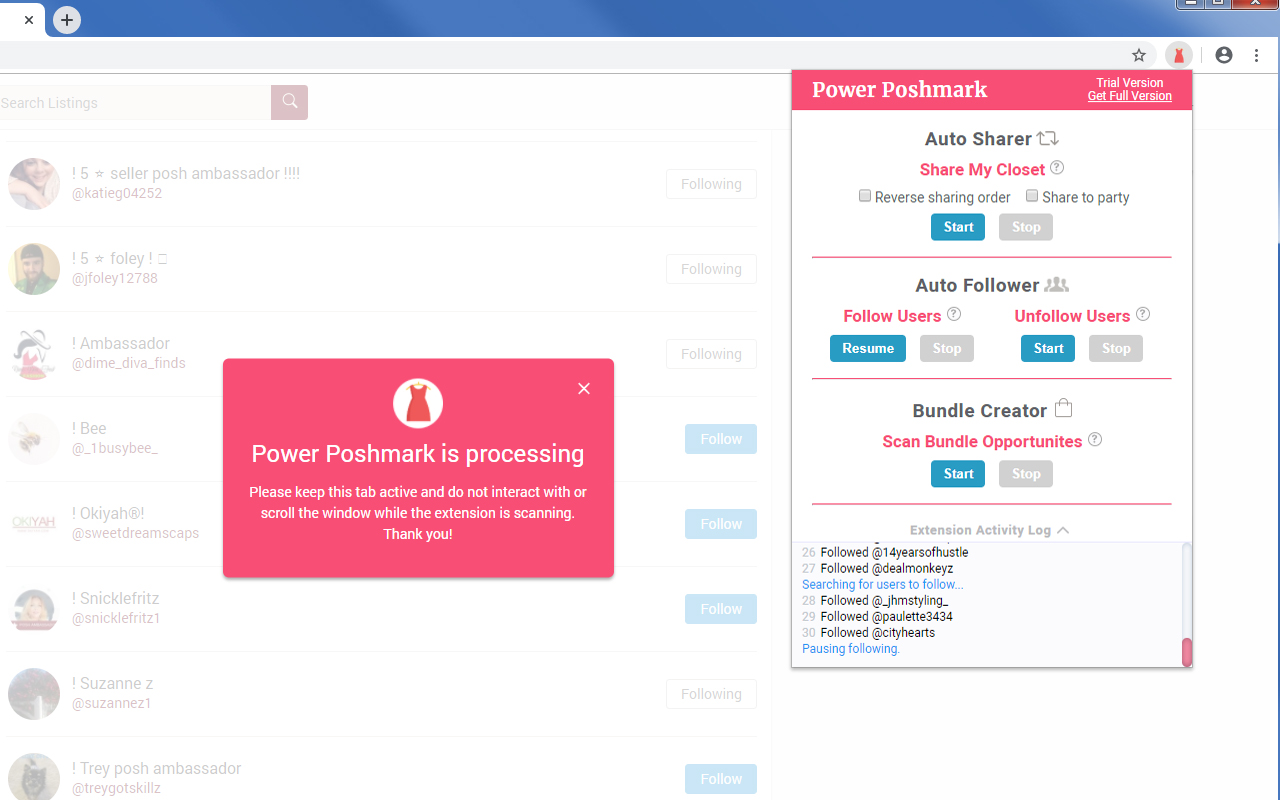 Search Listings
! 5 ☆ seller posh ambassador !!!!
@katieg04252
Following
! 5 ☆ foley ! □
@jfoley12788
Following
! Ambassador
@dime_diva_finds
Following
! Bee
@_1busybee_
Follow
OKIYAH
! Okiyah®!
@sweetdreamscaps
Follow
! Snicklefritz
@snicklefritz1
Follow
! Suzanne z
@suzannez1
Following
! Trey posh ambassador
@treygotskillz
Follow
Power Poshmark is processing
Please keep this tab active and do not interact with or
scroll the window while the extension is scanning.
Thank you!
Power Poshmark
Trial Version
Get Full Version
Auto Sharer
Share My Closet ?
Reverse sharing order Share to party
Start Stop
Auto Follower
Follow Users ? Unfollow Users ?
Resume Stop Start Stop
Bundle Creator
Scan Bundle Opportunites ?
Start Stop
Extension Activity Log
26 Followed @14yearsofhustle
27 Followed @dealmonkeyz
Searching for users to follow...
28 Followed @_jhmstyling_
29 Followed @paulette3434
30 Followed @cityhearts
Pausing following.